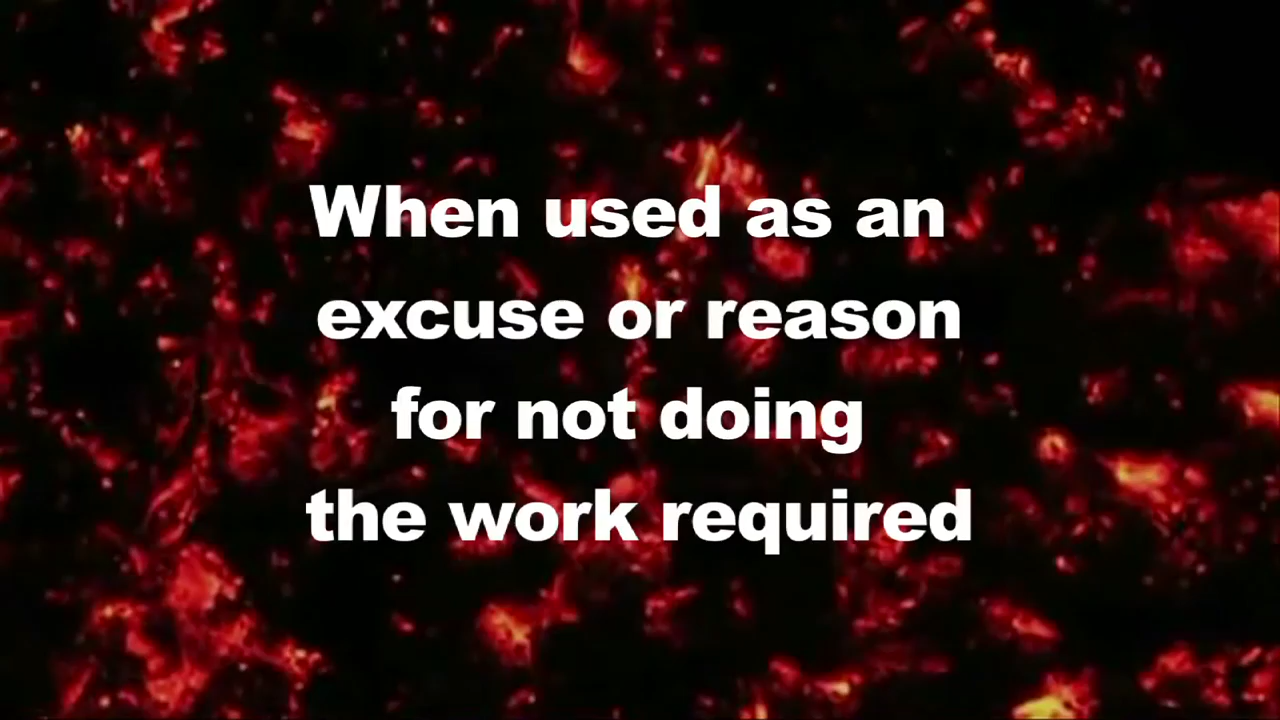 When used as an
excuse or reason
for not doing
the work required